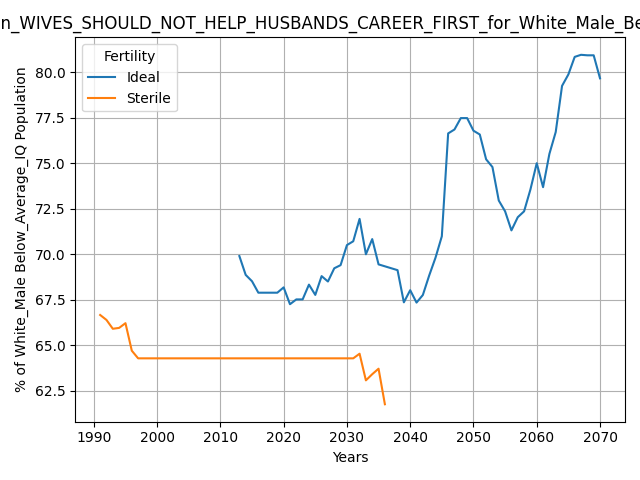 n_WIVES_SHOULD_NOT_HELP_HUSBANDS_CAREER_FIRST_for_White_Male_Be
Fertility
Ideal
Sterile
% of White_Male Below_Average_IQ Population
80.0
77.5
75.0
72.5
70.0
67.5
65.0
62.5
1990 2000 2010 2020 2030 2040 2050 2060 2070
Years